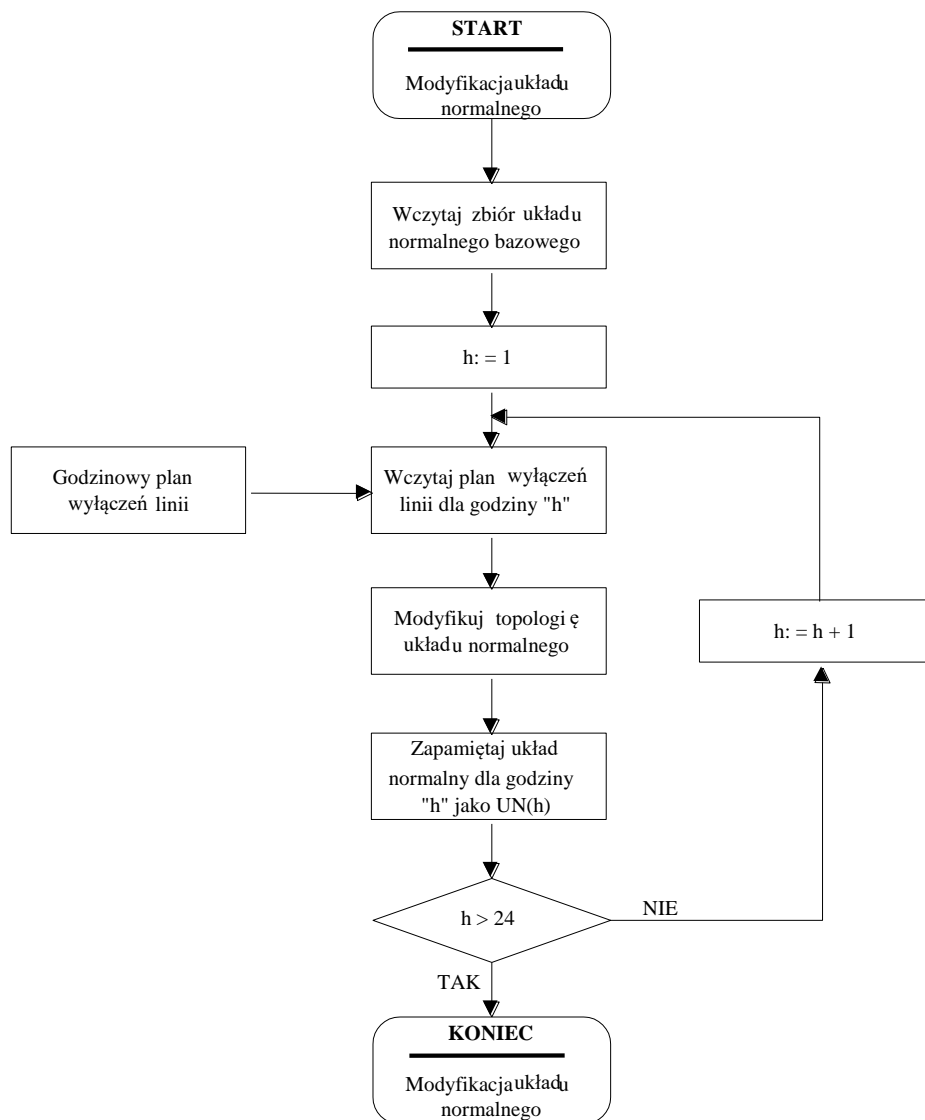 START
Modyfikacja układu
normalnego
Wczytaj zbiór układu
normalnego bazowego
h: = 1
Godzinowy plan
wyłączeń linii
Wczytaj plan wyłączeń
linii dla godziny "h"
Modyfikuj topologię
układu normalnego
h: = h + 1
Zapamiętaj układ
normalny dla godziny
"h" jako UN(h)
h > 24
NIE
TAK
KONIEC
Modyfikacja układu
normalnego